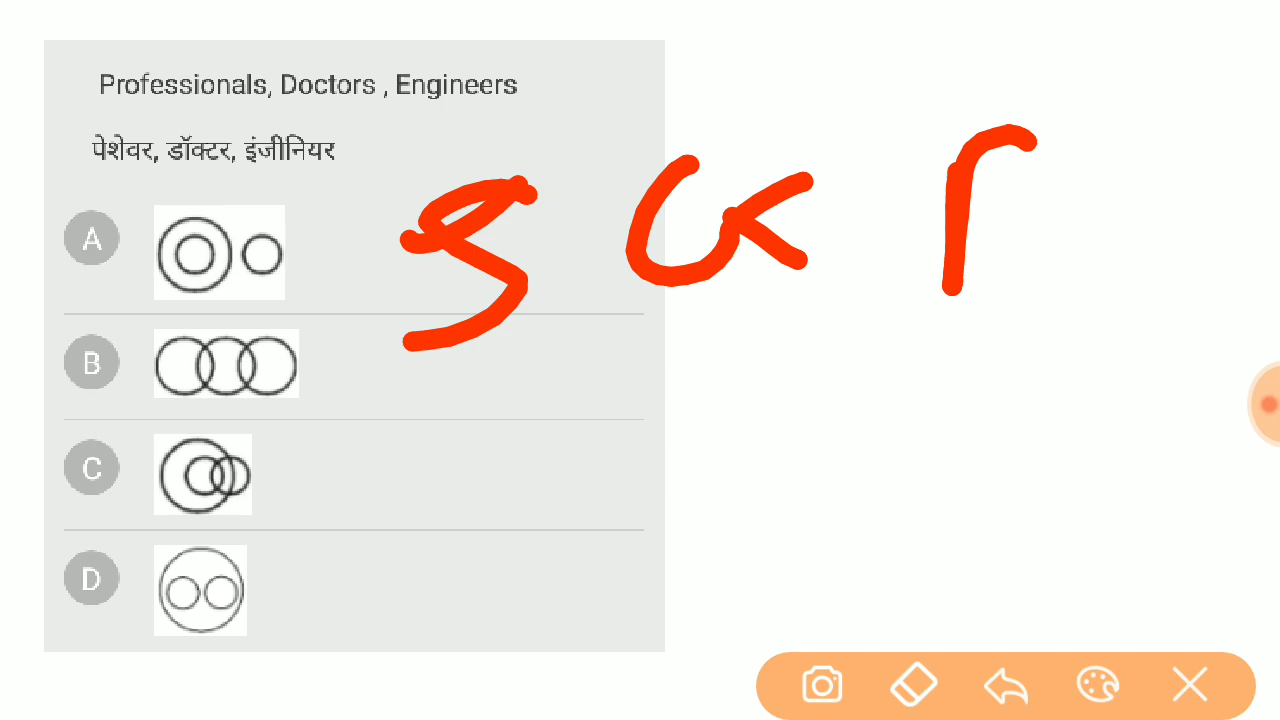 Professionals, Doctors , Engineers
पेशेवर, डॉक्टर, इंजीनियर
A
B
C
D